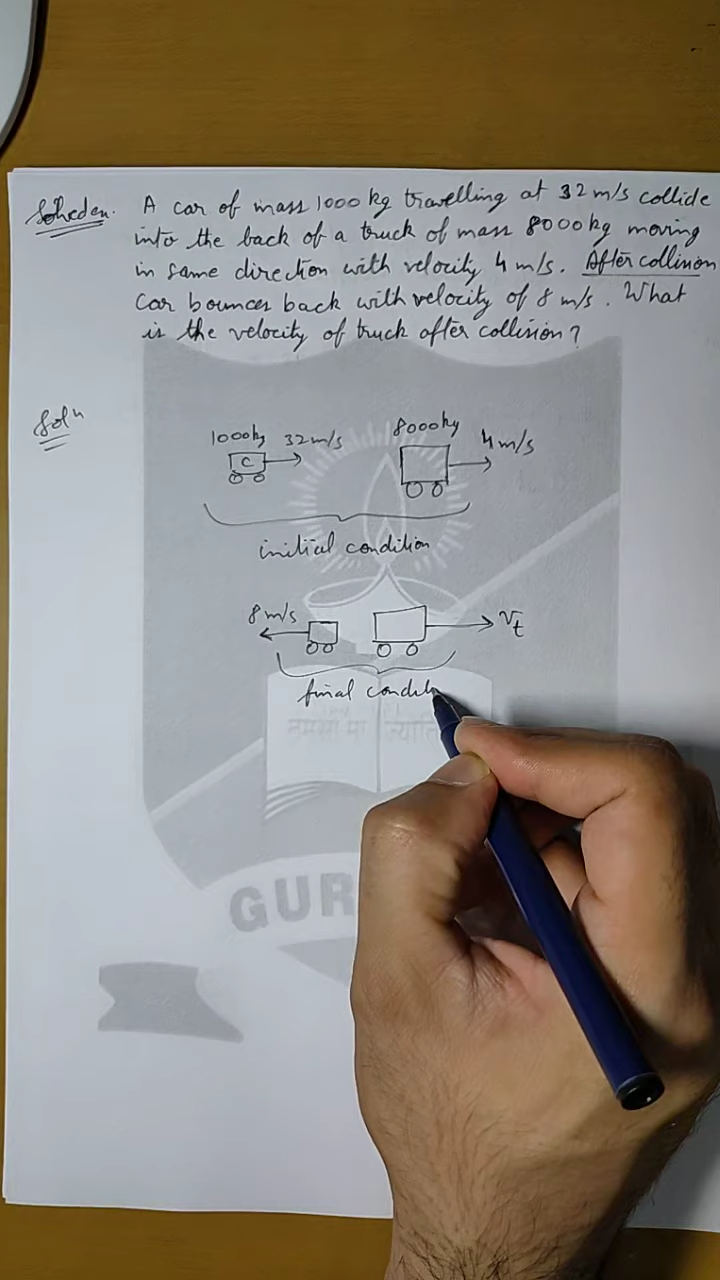 A car of mass 1000 kg travelling at 32 m/s collide
into the back of a truck of mass 8000 kg moving
in same direction with velocity 4 m/s. After collision
car bounces back with velocity of 8 m/s. What
is the velocity of truck after collision?
Solⁿ
1000kg 32m/s 8000kg 4 m/s
C
initial condition
8 m/s Vt
final condit
तमसो मा ज्योति
GUR